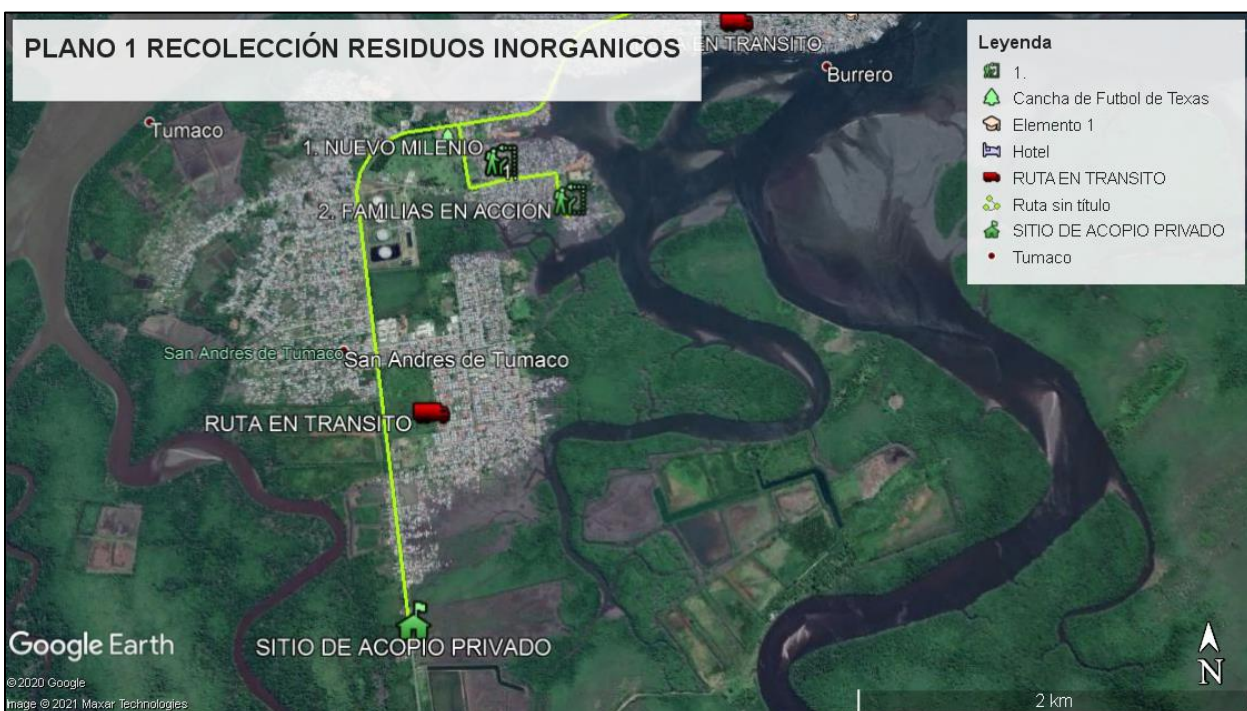 PLANO 1 RECOLECCIÓN RESIDUOS INORGANICOS
EN TRANSITO
Burrero
Tumaco
1. NUEVO MILENIO
1.
2. FAMILIAS EN ACCIÓN
2
San Andres de Tumaco
San Andres de Tumaco
RUTA EN TRANSITO
SITIO DE ACOPIO PRIVADO
Leyenda
1.
Cancha de Futbol de Texas
Elemento 1
Hotel
RUTA EN TRANSITO
Ruta sin título
SITIO DE ACOPIO PRIVADO
Tumaco
Google Earth
©2020 Google
Image © 2021 Maxar Technologies
N
2 km